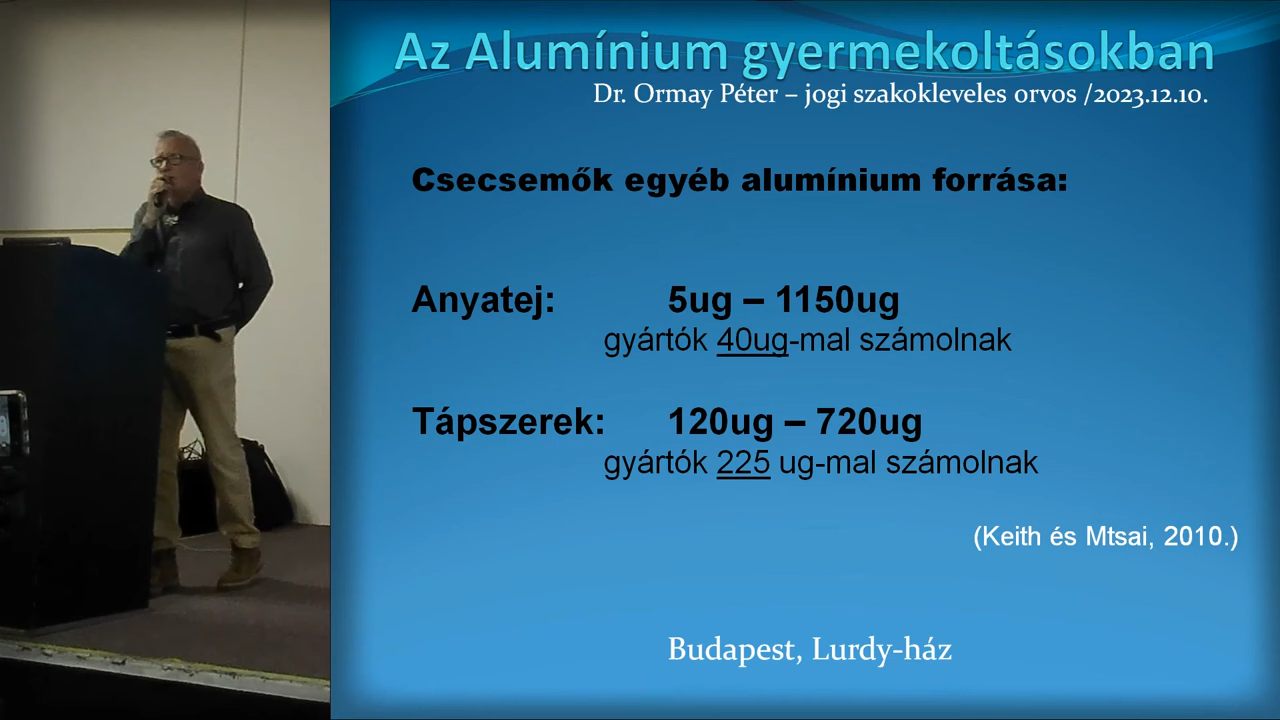 Az Alumínium gyermekoltásokban
Dr. Ormay Péter – jogi szakokleveles orvos /2023.12.10.
Csecsemők egyéb alumínium forrása:
Anyatej: 5ug – 1150ug
gyártók 40ug-mal számolnak
Tápszerek: 120ug – 720ug
gyártók 225 ug-mal számolnak
(Keith és Mtsai, 2010.)
Budapest, Lurdy-ház